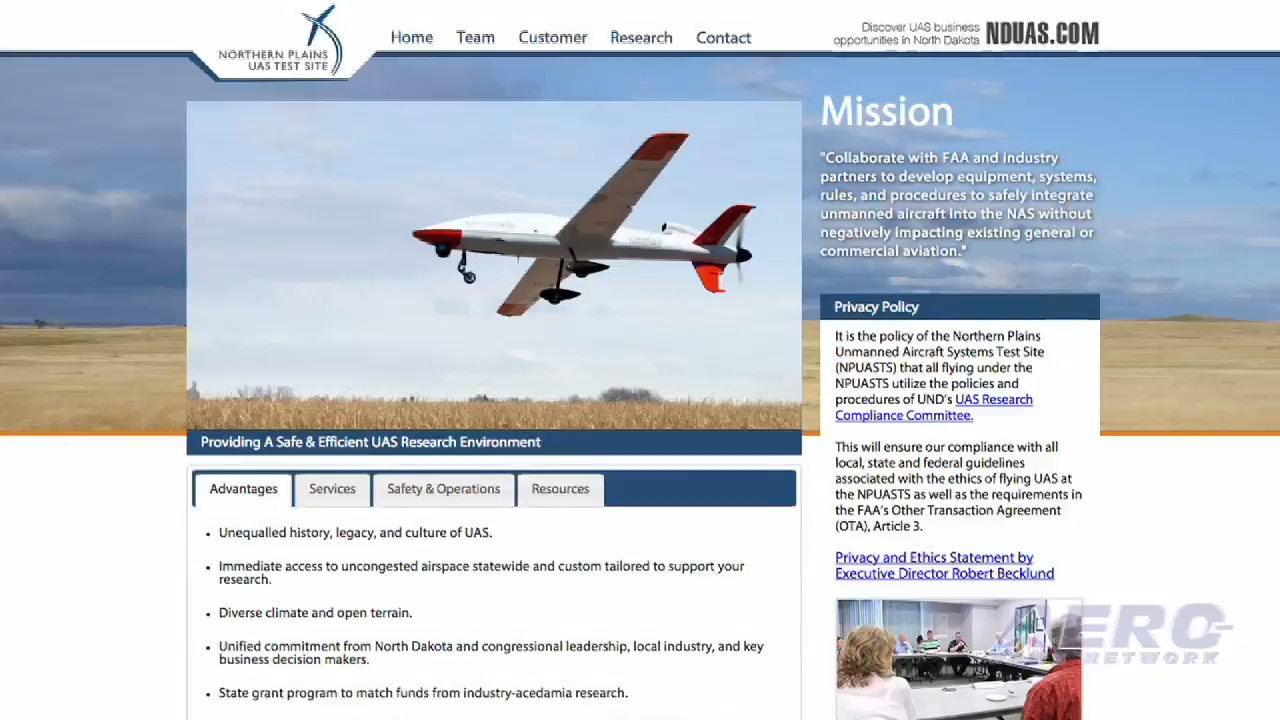 NORTHERN PLAINS
UAS TEST SITE
Home
Team
Customer
Research
Contact
Discover UAS business
opportunities in North Dakota
NDUAS.COM
Mission
"Collaborate with FAA and industry
partners to develop equipment, systems,
rules, and procedures to safely integrate
unmanned aircraft into the NAS without
negatively impacting existing general or
commercial aviation."
Providing A Safe & Efficient UAS Research Environment
Advantages
Services
Safety & Operations
Resources
• Unequalled history, legacy, and culture of UAS.
• Immediate access to uncongested airspace statewide and custom tailored to support your
research.
• Diverse climate and open terrain.
• Unified commitment from North Dakota and congressional leadership, local industry, and key
business decision makers.
• State grant program to match funds from industry-acedamia research.
Privacy Policy
It is the policy of the Northern Plains
Unmanned Aircraft Systems Test Site
(NPUASTS) that all flying under the
NPUASTS utilize the policies and
procedures of UND's UAS Research
Compliance Committee.
This will ensure our compliance with all
local, state and federal guidelines
associated with the ethics of flying UAS at
the NPUASTS as well as the requirements in
the FAA's Other Transaction Agreement
(OTA), Article 3.
Privacy and Ethics Statement by
Executive Director Robert Becklund
AERO
NETWORK